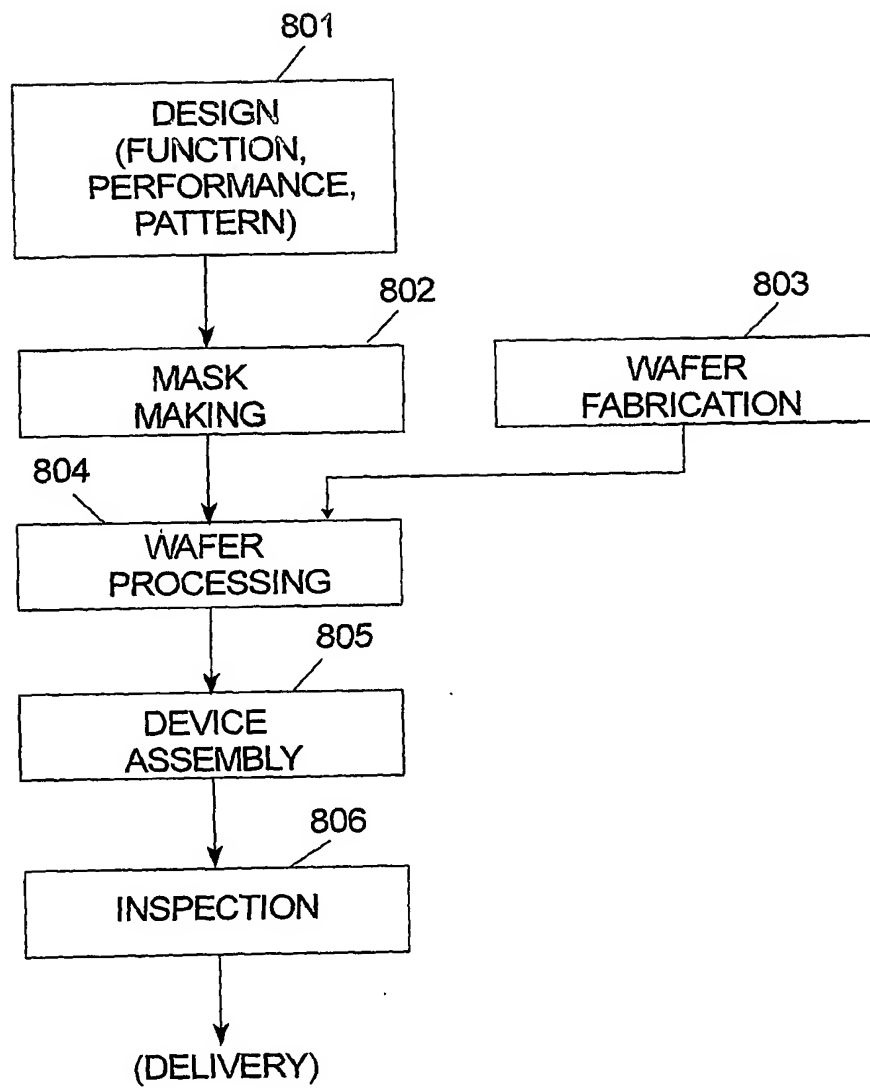 801
DESIGN
(FUNCTION,
PERFORMANCE,
PATTERN)
802
MASK
MAKING
803
WAFER
FABRICATION
804
WAFER
PROCESSING
805
DEVICE
ASSEMBLY
806
INSPECTION
(DELIVERY)